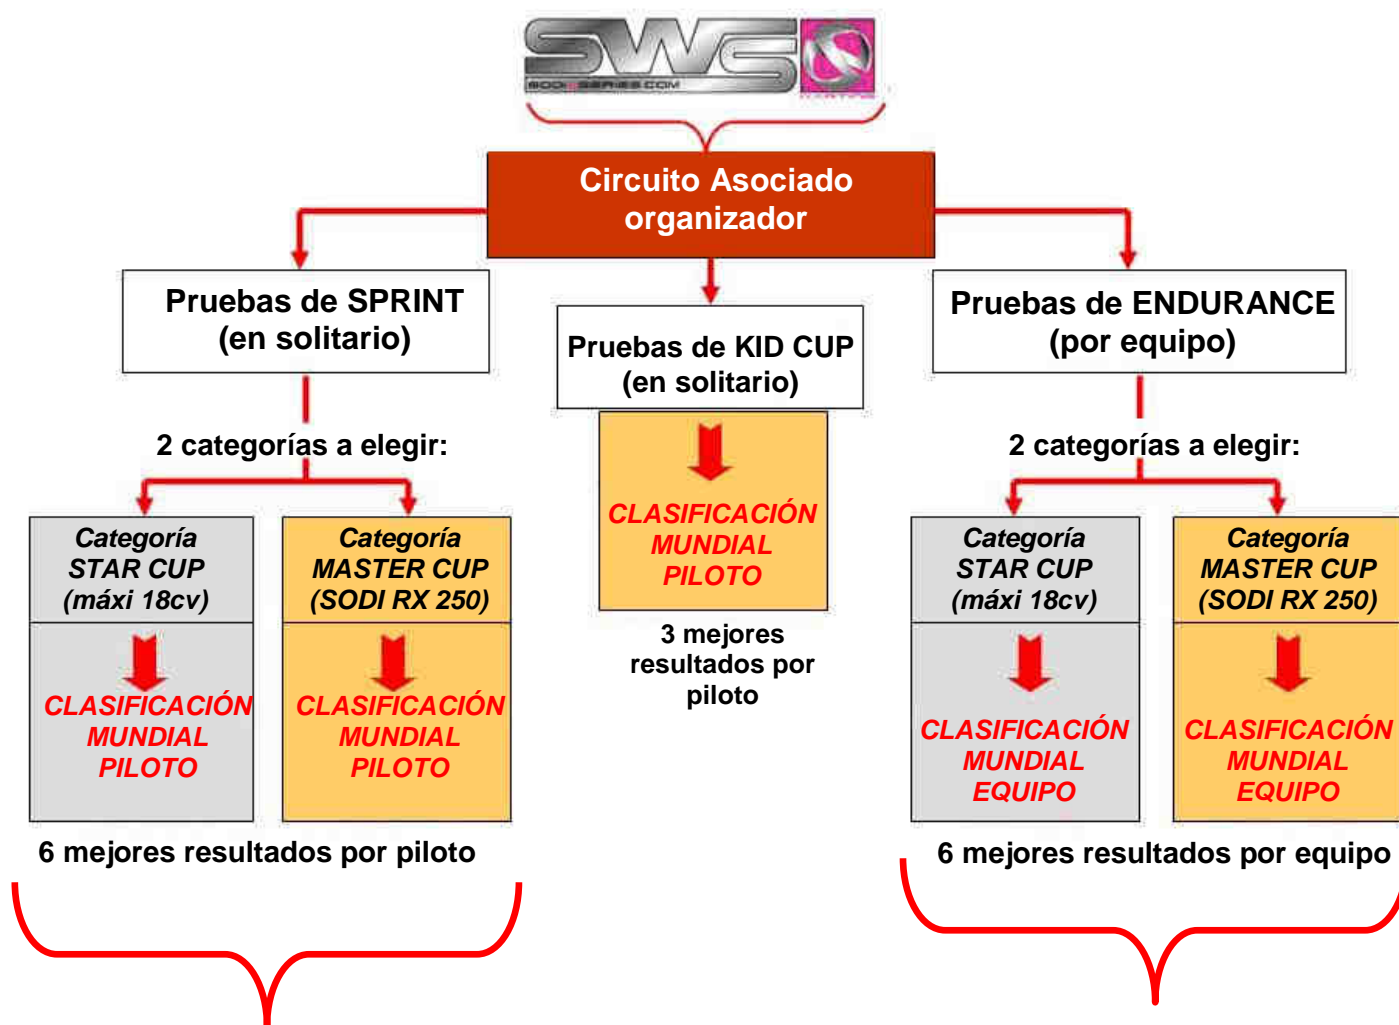 SWS
SODIWSERIES.COM
KARTING
Circuito Asociado
organizador
Pruebas de SPRINT
(en solitario)
Pruebas de KID CUP
(en solitario)
Pruebas de ENDURANCE
(por equipo)
2 categorías a elegir:
Categoría
STAR CUP
(máxi 18cv)
CLASIFICACIÓN
MUNDIAL
PILOTO
Categoría
MASTER CUP
(SODI RX 250)
CLASIFICACIÓN
MUNDIAL
PILOTO
6 mejores resultados por piloto
CLASIFICACIÓN
MUNDIAL
PILOTO
3 mejores
resultados por
piloto
2 categorías a elegir:
Categoría
STAR CUP
(máxi 18cv)
CLASIFICACIÓN
MUNDIAL
EQUIPO
Categoría
MASTER CUP
(SODI RX 250)
CLASIFICACIÓN
MUNDIAL
EQUIPO
6 mejores resultados por equipo